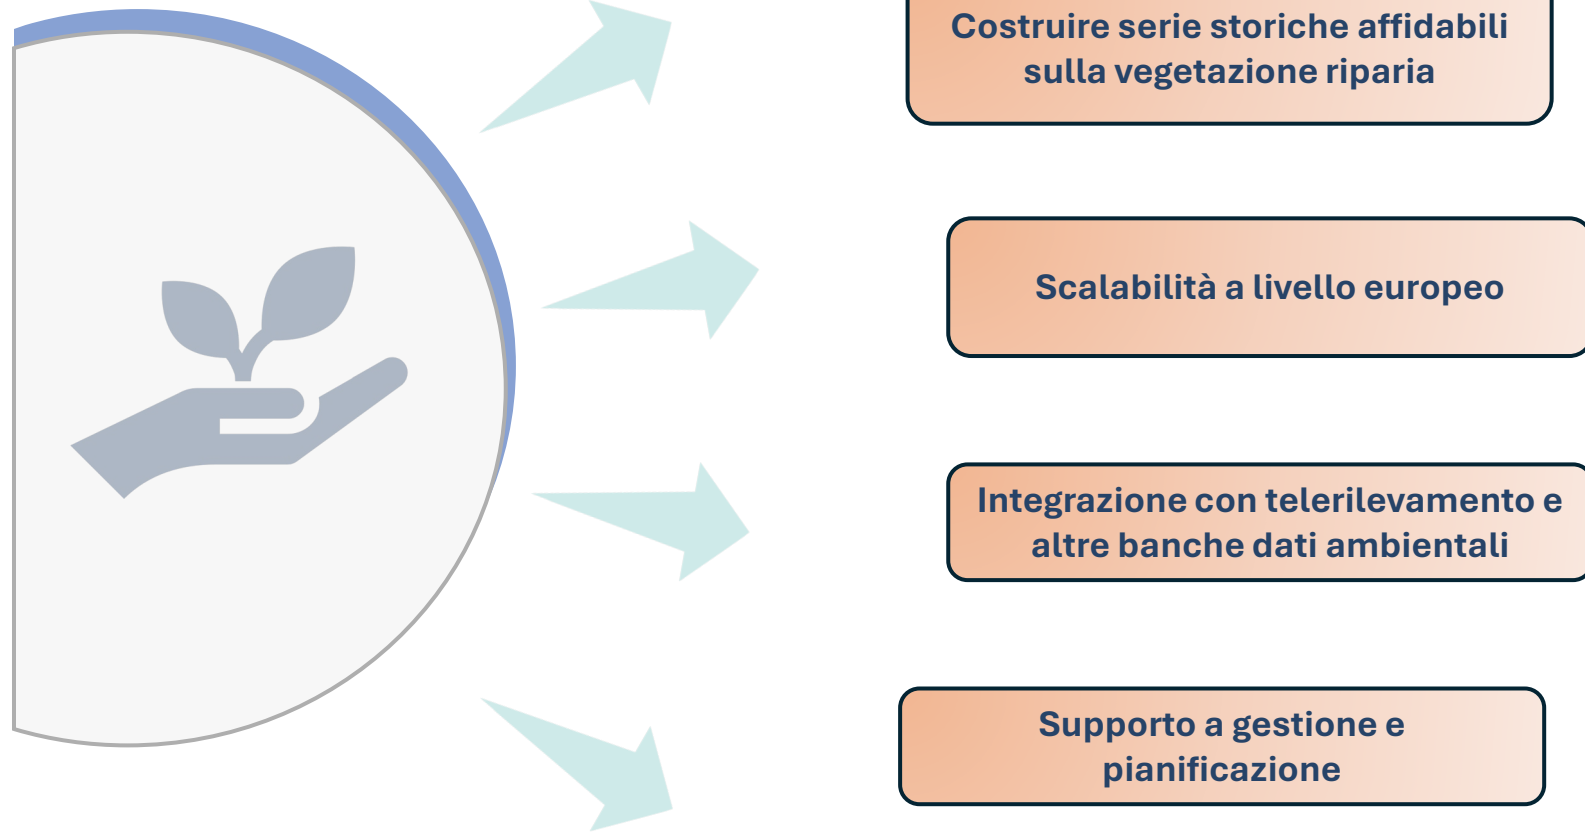 Costruire serie storiche affidabili
sulla vegetazione riparia
Scalabilità a livello europeo
Integrazione con telerilevamento e
altre banche dati ambientali
Supporto a gestione e
pianificazione